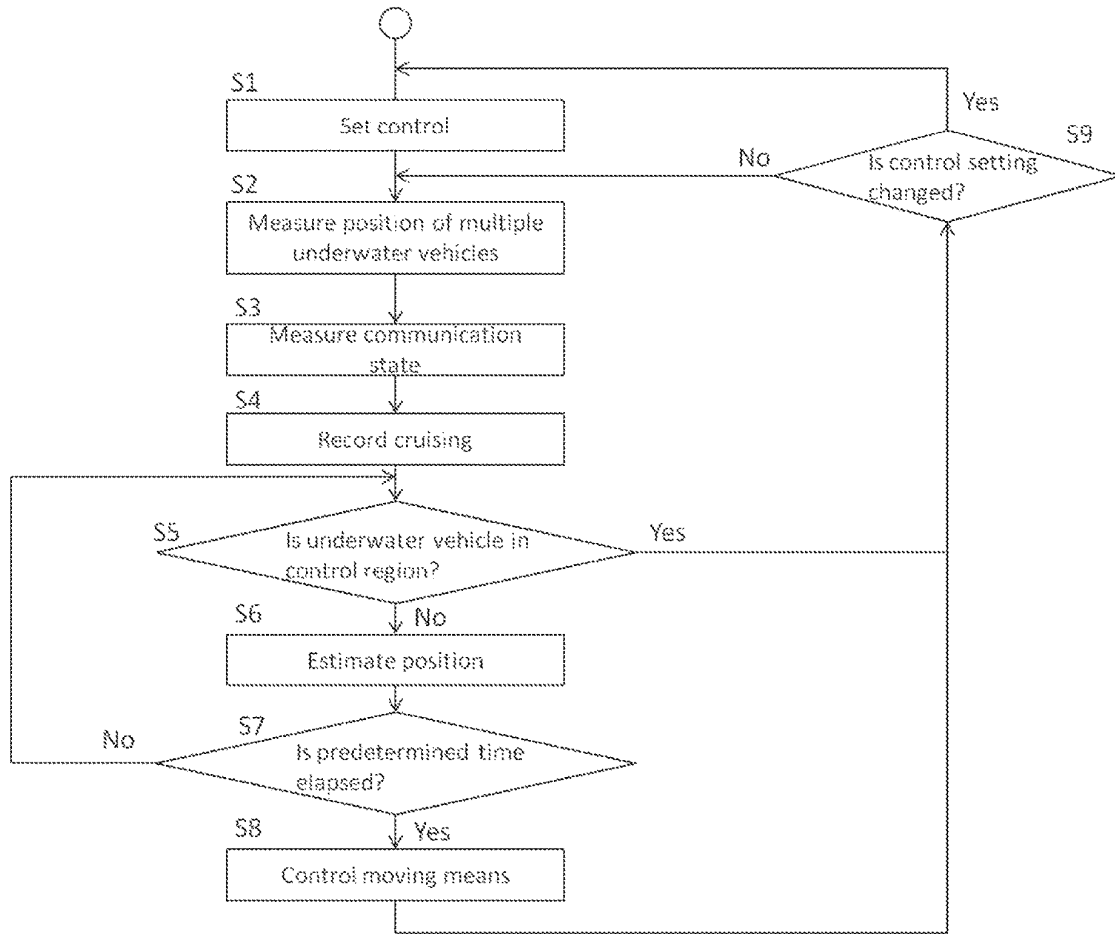 S1
Set control
Yes
S9
Is control setting
changed?
No
S2
Measure position of multiple
underwater vehicles
S3
Measure communication
state
S4
Record cruising
S5
Is underwater vehicle in
control region?
Yes
No
S6
Estimate position
S7
No
Is predetermined time
elapsed?
Yes
S8
Control moving means